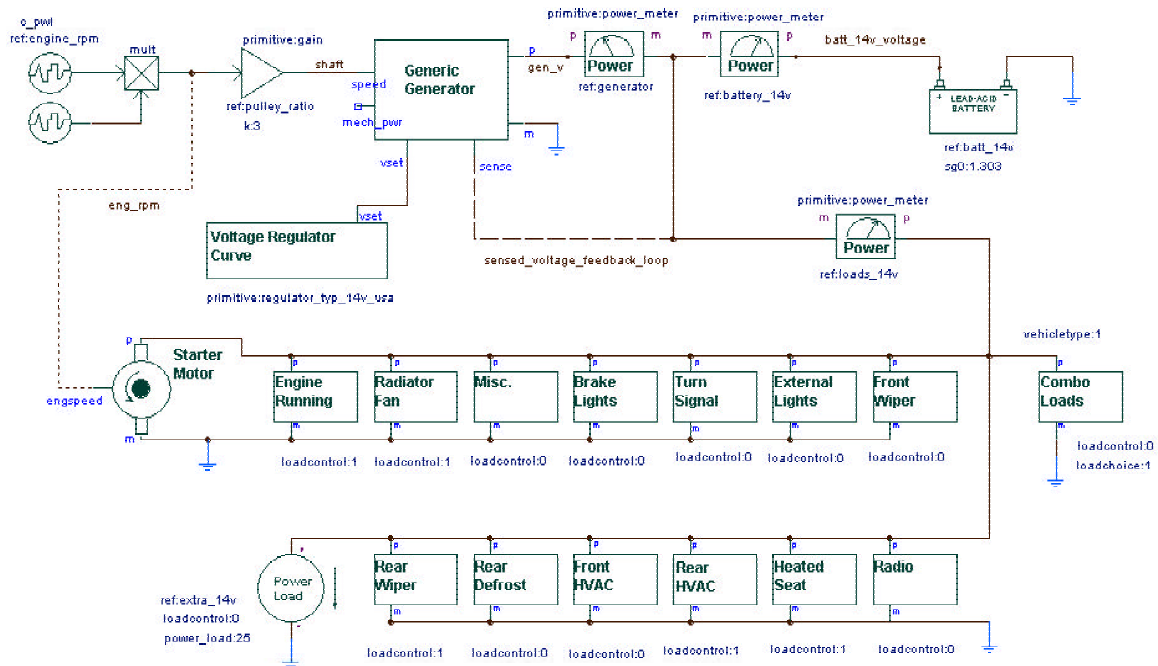 c_pwl
ref:engine_rpm
mult
primitive:gain
shaft
ref:pulley_ratio
k:3
speed
mech_pwr
Generic
Generator
p
gen_v
m
vset
sense
primitive:power_meter
p
m
Power
ref:generator
primitive:power_meter
m
p
Power
ref:battery_14v
batt_14v_voltage
+
-
LEAD-ACID
BATTERY
ref:batt_14v
sg0:1.303
eng_rpm
vset
Voltage Regulator
Curve
primitive:regulator_typ_14v_usa
sensed_voltage_feedback_loop
primitive:power_meter
m
p
Power
ref:loads_14v
vehicletype:1
p
Starter
Motor
engspeed
m
p
Engine
Running
m
p
Radiator
Fan
m
p
Misc.
m
p
Brake
Lights
m
p
Turn
Signal
m
p
External
Lights
m
p
Front
Wiper
m
p
Combo
Loads
m
loadcontrol:1
loadcontrol:1
loadcontrol:0
loadcontrol:0
loadcontrol:0
loadcontrol:0
loadcontrol:0
loadcontrol:0
loadchoice:1
Power
Load
ref:extra_14v
loadcontrol:0
power_load:25
p
Rear
Wiper
m
p
Rear
Defrost
m
p
Front
HVAC
m
p
Rear
HVAC
m
p
Heated
Seat
m
p
Radio
m
loadcontrol:1
loadcontrol:0
loadcontrol:0
loadcontrol:1
loadcontrol:1
loadcontrol:0